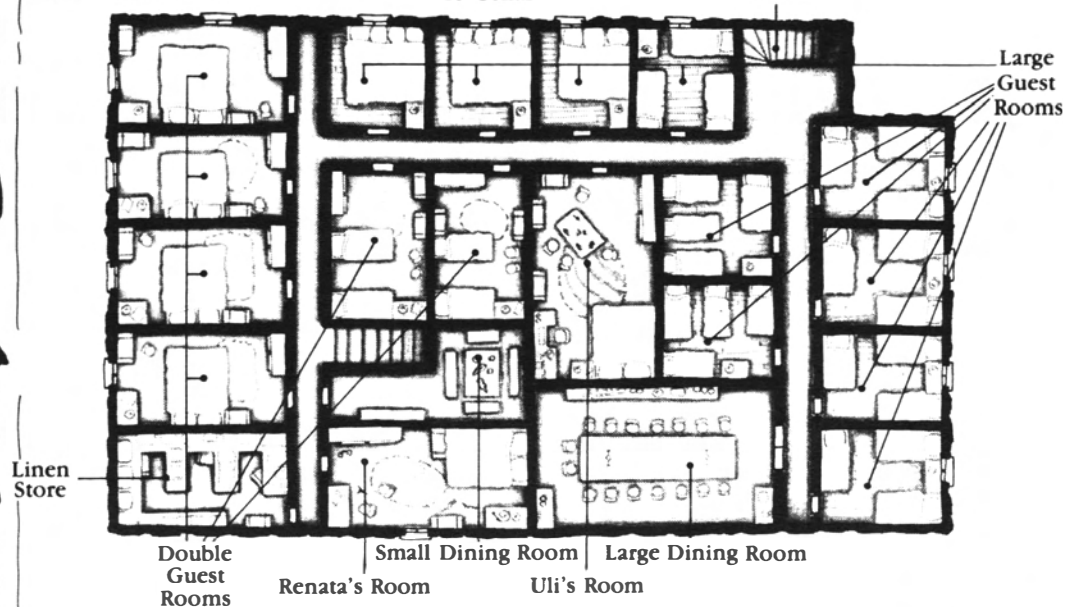 Large
Guest
Rooms
Linen
Store
Double
Guest
Rooms
Renata's Room
Small Dining Room
Uli's Room
Large Dining Room